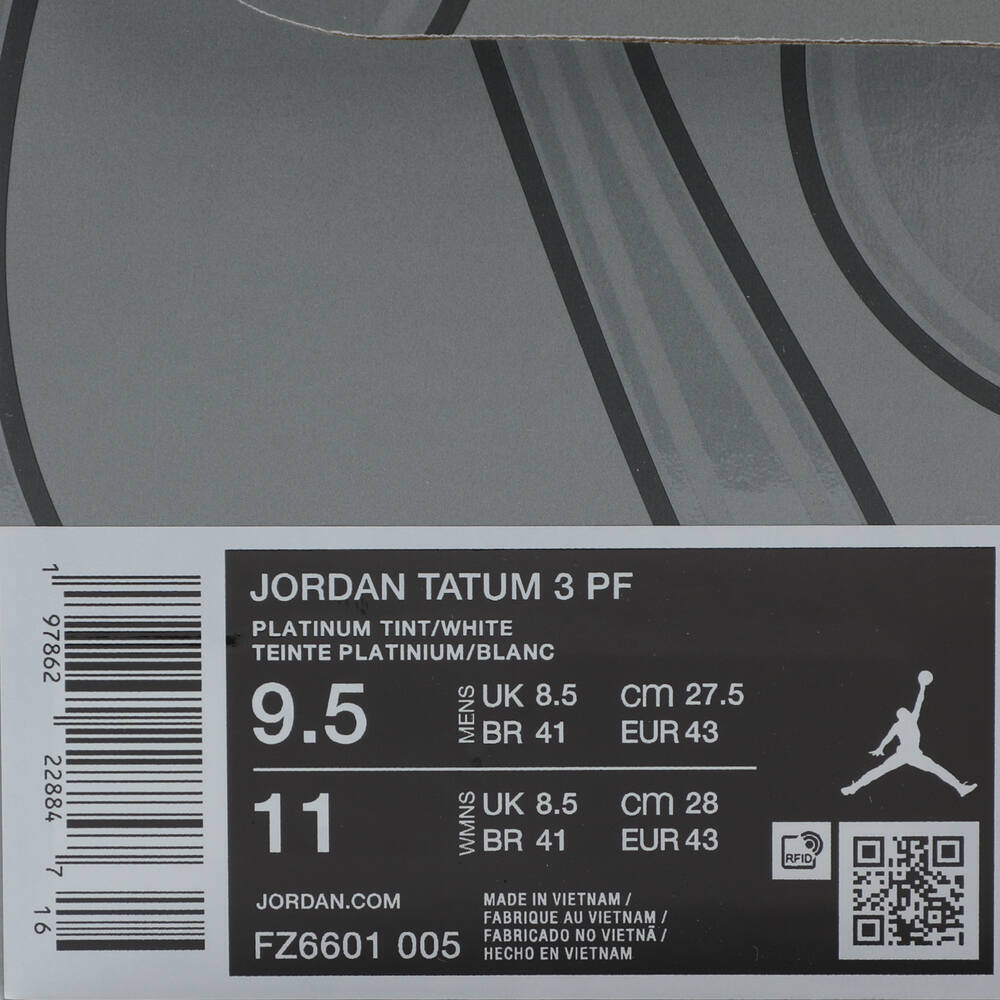 JORDAN TATUM 3 PF
PLATINUM TINT/WHITE
TEINTE PLATINIUM/BLANC
9.5
MENS
UK 8.5 cm 27.5
BR 41 EUR 43
11
WMNS
UK 8.5 cm 28
BR 41 EUR 43
RFID
JORDAN.COM
FZ6601 005
MADE IN VIETNAM /
FABRIQUE AU VIETNAM /
FABRICADO NO VIETNÃ /
HECHO EN VIETNAM
1 97862 22884 7 16